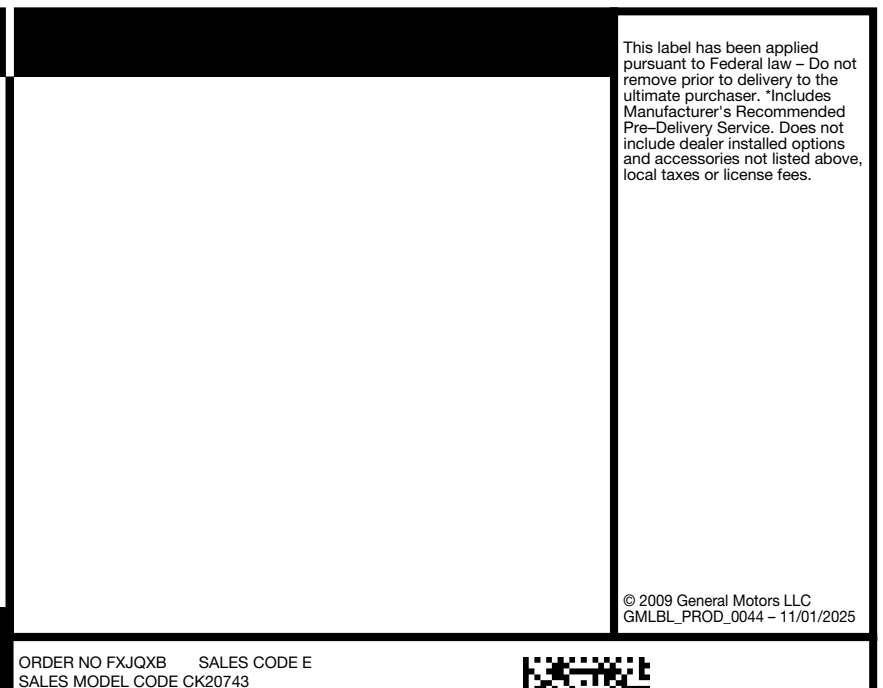 This label has been applied
pursuant to Federal law – Do not
remove prior to delivery to the
ultimate purchaser. *Includes
Manufacturer's Recommended
Pre–Delivery Service. Does not
include dealer installed options
and accessories not listed above,
local taxes or license fees.
© 2009 General Motors LLC
GMLBL_PROD_0044 – 11/01/2025
ORDER NO FXJQXB SALES CODE E
SALES MODEL CODE CK20743